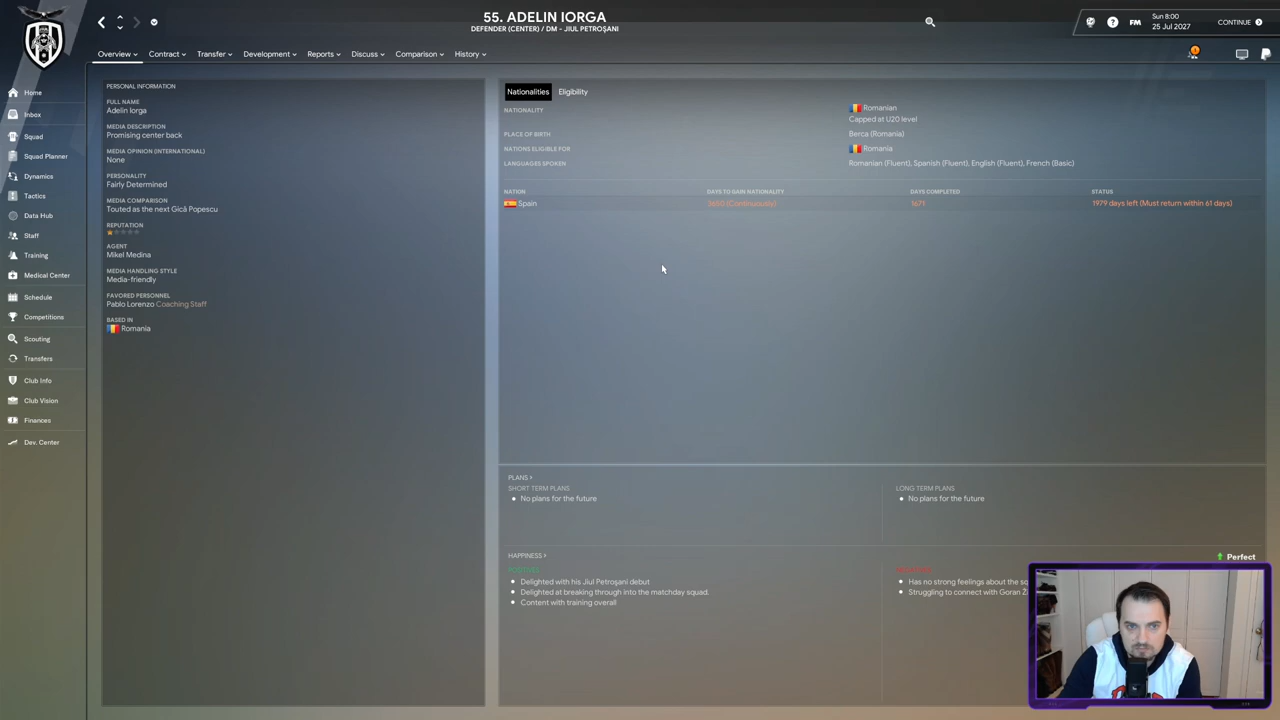 55. ADELIN IORGA
DEFENDER (CENTER) / DM - JIUL PETROȘANI
FM
Sun 8:00
25 Jul 2027
CONTINUE
Overview
Contract
Transfer
Development
Reports
Discuss
Comparison
History
Home
Inbox
Squad
Squad Planner
Dynamics
Tactics
Data Hub
Staff
Training
Medical Center
Schedule
Competitions
Scouting
Transfers
Club Info
Club Vision
Finances
Dev. Center
PERSONAL INFORMATION
FULL NAME
Adelin Iorga
MEDIA DESCRIPTION
Promising center back
MEDIA OPINION (INTERNATIONAL)
None
PERSONALITY
Fairly Determined
MEDIA COMPARISON
Touted as the next Gică Popescu
REPUTATION
AGENT
Mikel Medina
MEDIA HANDLING STYLE
Media-friendly
FAVORED PERSONNEL
Pablo Lorenzo Coaching Staff
BASED IN
Romania
Nationalities Eligibility
NATIONALITY Romanian
Capped at U20 level
PLACE OF BIRTH Berca (Romania)
NATIONS ELIGIBLE FOR Romania
LANGUAGES SPOKEN Romanian (Fluent), Spanish (Fluent), English (Fluent), French (Basic)
NATION DAYS TO GAIN NATIONALITY DAYS COMPLETED STATUS
Spain 3650 (Continuously) 1671 1979 days left (Must return within 61 days)
PLANS
SHORT TERM PLANS
No plans for the future
LONG TERM PLANS
No plans for the future
HAPPINESS
Perfect
Delighted with his Jiul Petroșani debut
Delighted at breaking through into the matchday squad.
Content with training overall
Has no strong feelings about the
Struggling to connect with Goran